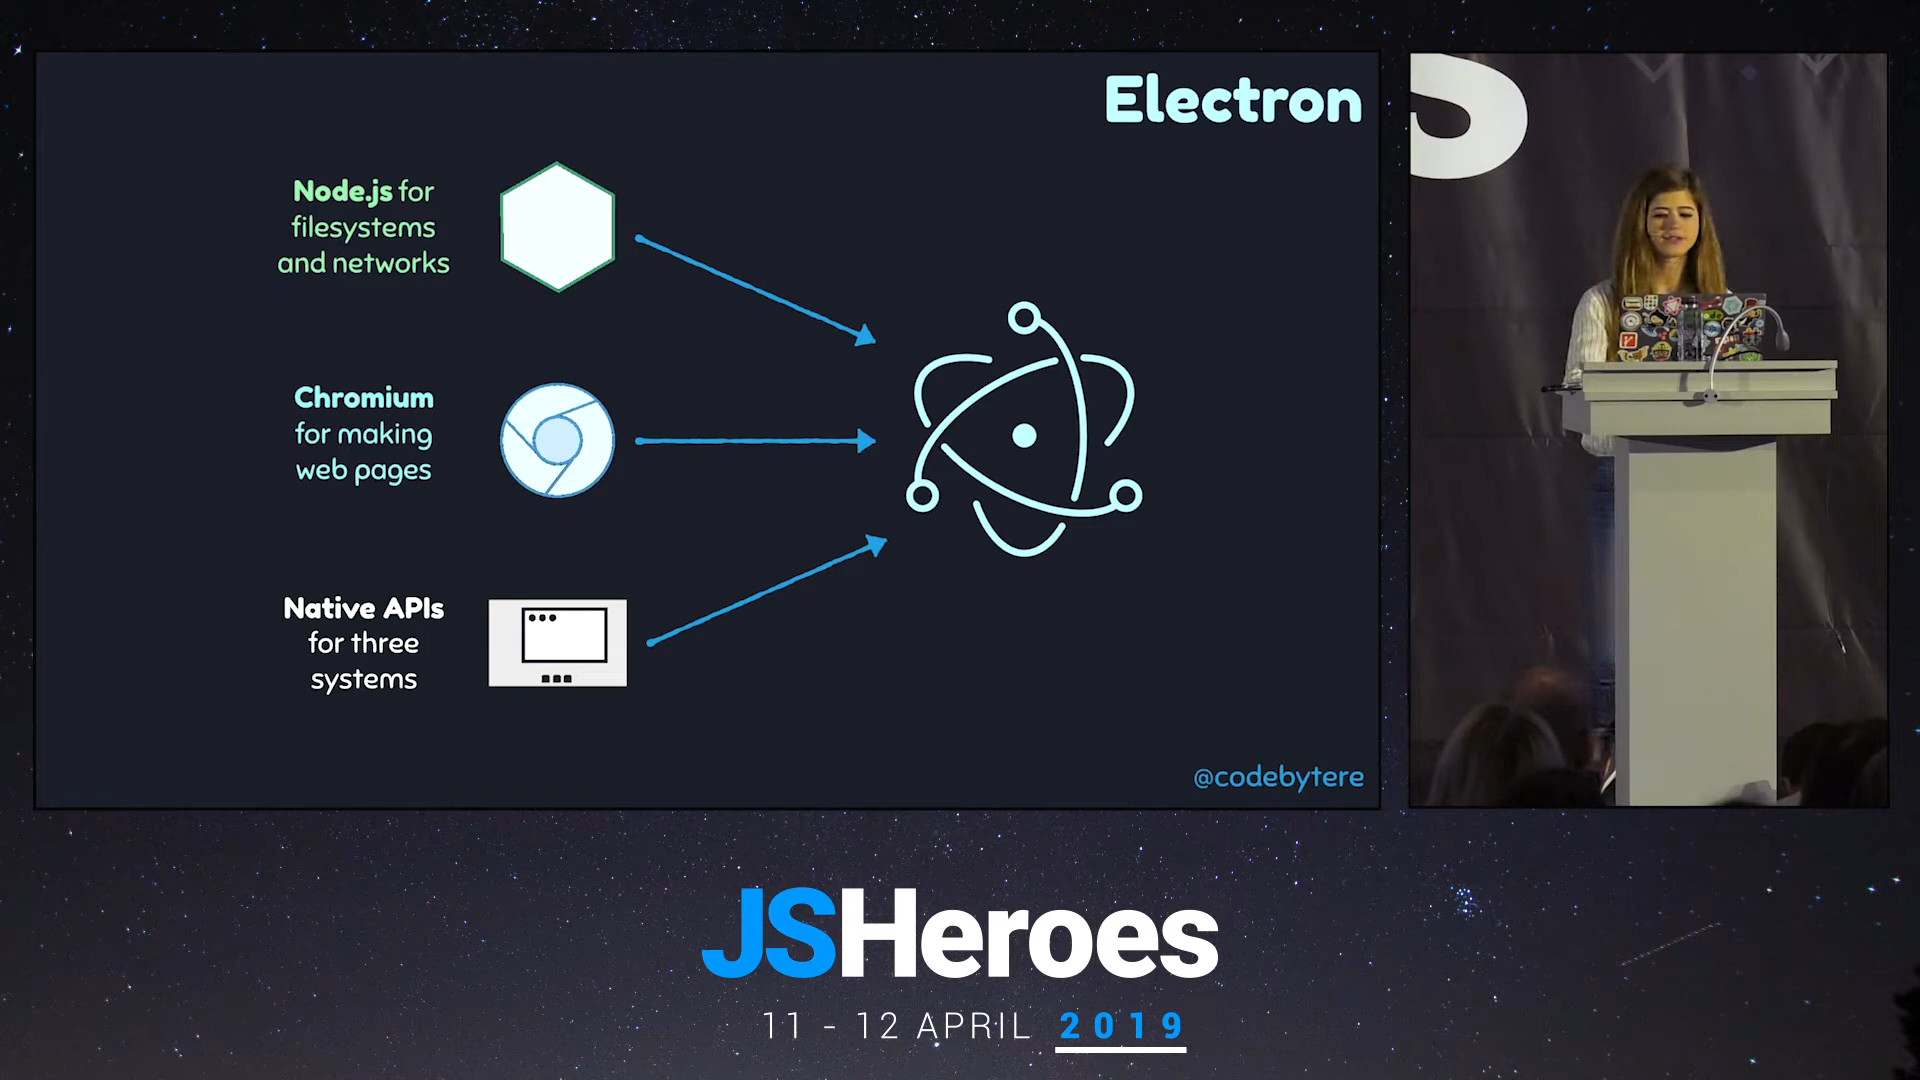 Electron
Node.js for
filesystems
and networks
Chromium
for making
web pages
Native APIs
for three
systems
@codebytere
S
JSHeroes
11 - 12 APRIL 2019